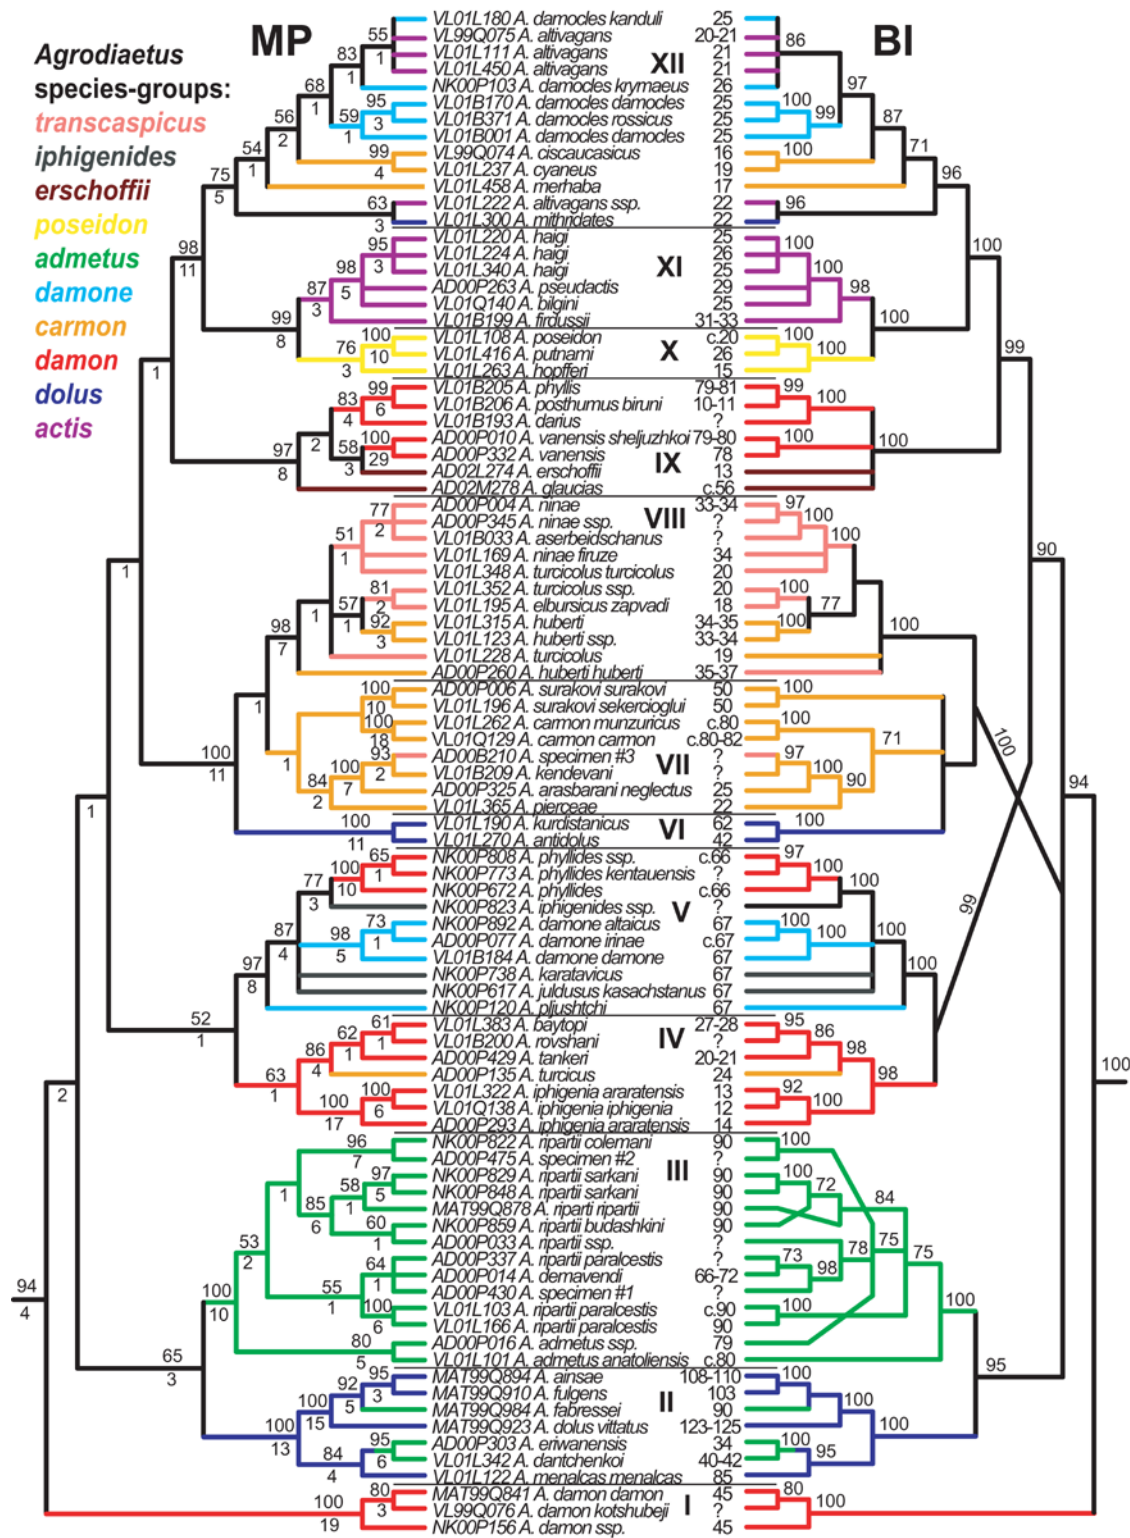 MP
BI
Agrodiaetus
species-groups:
transcaspicus
iphigenides
erschoffii
poseidon
admetus
damone
carmon
damon
dolus
actis
VL01L180 A. damocles kanduli 25
VL99Q075 A. altivagans 20-21
VL01L111 A. altivagans 21
VL01L450 A. altivagans 21
XII
NK00P103 A. damocles krymaeus 26
VL01B170 A. damocles damocles 25
VL01B371 A. damocles rossicus 25
VL01B001 A. damocles damocles 25
VL99Q074 A. ciscaucasicus 16
VL01L237 A. cyaneus 19
VL01L458 A. merhaba 17
VL01L222 A. altivagans ssp. 22
VL01L300 A. mithridates 22
VL01L220 A. haigi 25
VL01L224 A. haigi 26
XI
VL01L340 A. haigi 25
AD00P263 A. pseudactis 29
VL01Q140 A. bilgini 25
VL01B199 A. firdussii 31-33
VL01L108 A. poseidon c.20
X
VL01L416 A. putnami 26
VL01L263 A. hopfferi 15
VL01B205 A. phyllis 79-81
VL01B206 A. posthumus biruni 10-11
VL01B193 A. darius ?
AD00P010 A. vanensis sheljuzhkoi 79-80
AD00P332 A. vanensis 78
IX
AD02L274 A. erschoffii 13
AD02M278 A. glaucias c.56
AD00P004 A. ninae 33-34
VIII
AD00P345 A. ninae ssp. ?
VL01B033 A. aserbeidschanus ?
VL01L169 A. ninae firuze 34
VL01L348 A. turcicolus turcicolus 20
VL01L352 A. turcicolus ssp. 20
VL01L195 A. elbursicus zapvadi 18
VL01L315 A. huberti 34-35
VL01L123 A. huberti ssp. 33-34
VL01L228 A. turcicolus 19
AD00P260 A. huberti huberti 35-37
AD00P006 A. surakovi surakovi 50
VL01L196 A. surakovi sekercioglui 50
VL01L262 A. carmon munzuricus c.80
VL01Q129 A. carmon carmon c.80-82
AD00B210 A. specimen #3 ?
VII
VL01B209 A. kendevani ?
AD00P325 A. arasbarani neglectus 25
VL01L365 A. pierceae 22
VL01L190 A. kurdistanicus 62
VI
VL01L270 A. antidolus 42
NK00P808 A. phyllides ssp. c.66
NK00P773 A. phyllides kentauensis ?
NK00P672 A. phyllides c.66
NK00P823 A. iphigenides ssp. ?
V
NK00P892 A. damone altaicus 67
AD00P077 A. damone irinae c.67
VL01B184 A. damone damone 67
NK00P738 A. karatavicus 67
NK00P617 A. juldusus kasachstanus 67
NK00P120 A. pljushtchi 67
VL01L383 A. baytopi 27-28
IV
VL01B200 A. rovshani ?
AD00P429 A. tankeri 20-21
AD00P135 A. turcicus 24
VL01L322 A. iphigenia araratensis 13
VL01Q138 A. iphigenia iphigenia 12
AD00P293 A. iphigenia araratensis 14
NK00P822 A. ripartii colemani 90
AD00P475 A. specimen #2 ?
III
NK00P829 A. ripartii sarkani 90
NK00P848 A. ripartii sarkani 90
MAT99Q878 A. riparti ripartii 90
NK00P859 A. ripartii budashkini 90
AD00P033 A. ripartii ssp. ?
AD00P337 A. ripartii paralcestis ?
AD00P014 A. demavendi 66-72
AD00P430 A. specimen #1 ?
VL01L103 A. ripartii paralcestis c.90
VL01L166 A. ripartii paralcestis 90
AD00P016 A. admetus ssp. 79
VL01L101 A. admetus anatoliensis c.80
MAT99Q894 A. ainsae 108-110
MAT99Q910 A. fulgens 103
II
MAT99Q984 A. fabressei 90
MAT99Q923 A. dolus vittatus 123-125
AD00P303 A. eriwanensis 34
VL01L342 A. dantchenkoi 40-42
VL01L122 A. menalcas menalcas 85
MAT99Q841 A. damon damon 45
I
VL99Q076 A. damon kotshubeji ?
NK00P156 A. damon ssp. 45